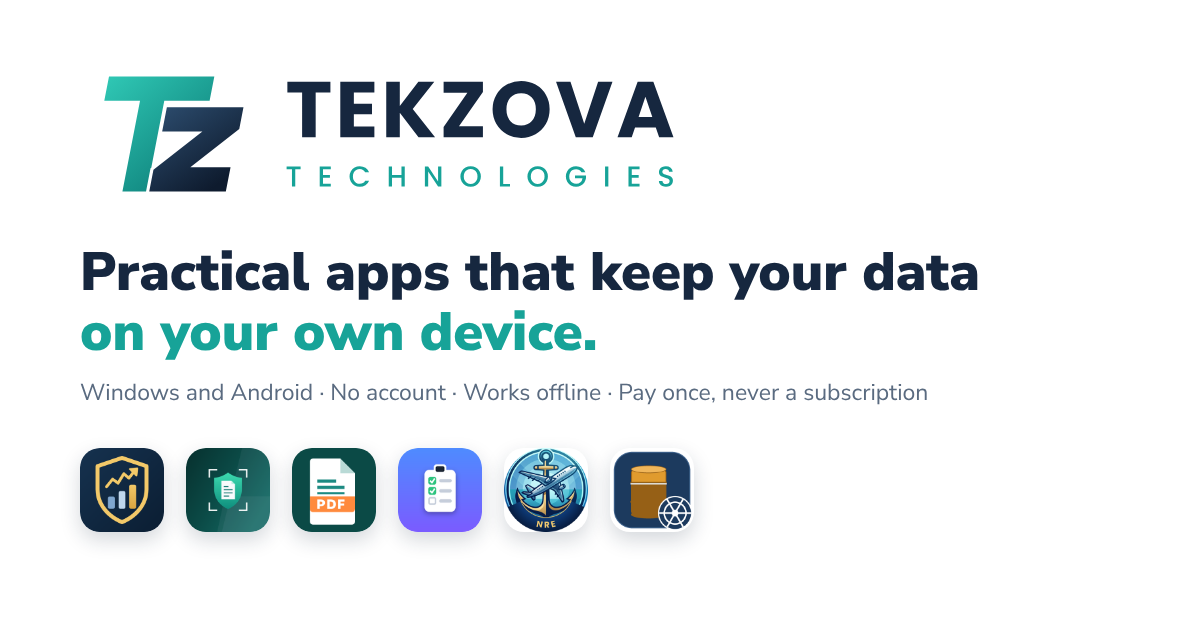 Tz
TEKZOVA
TECHNOLOGIES
Practical apps that keep your data
on your own device.
Windows and Android · No account · Works offline · Pay once, never a subscription
PDF
NRE